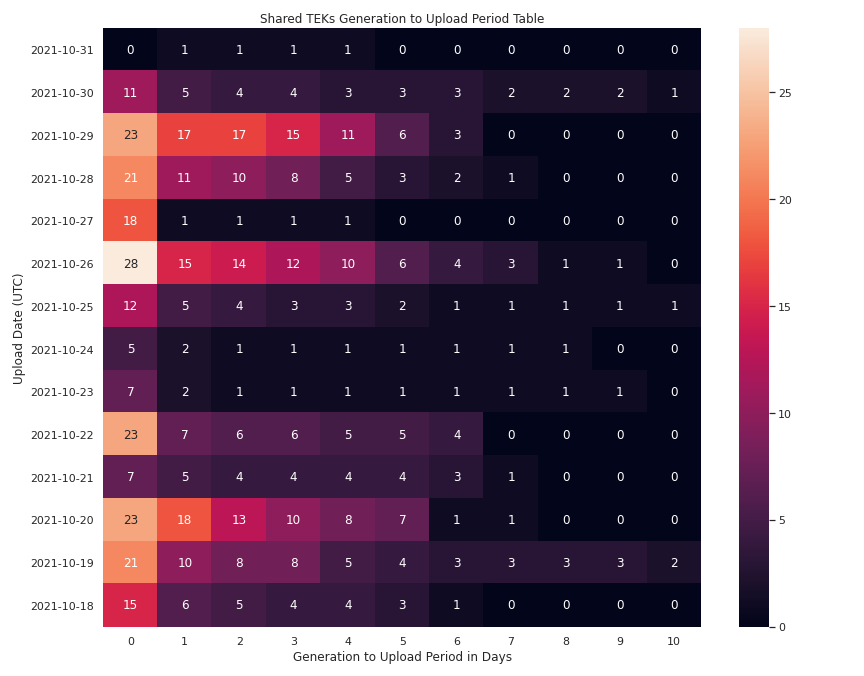 Shared TEKs Generation to Upload Period Table
Upload Date (UTC)
2021-10-31 0 1 1 1 1 0 0 0 0 0 0
2021-10-30 11 5 4 4 3 3 3 2 2 2 1
2021-10-29 23 17 17 15 11 6 3 0 0 0 0
2021-10-28 21 11 10 8 5 3 2 1 0 0 0
2021-10-27 18 1 1 1 1 0 0 0 0 0 0
2021-10-26 28 15 14 12 10 6 4 3 1 1 0
2021-10-25 12 5 4 3 3 2 1 1 1 1 1
2021-10-24 5 2 1 1 1 1 1 1 1 0 0
2021-10-23 7 2 1 1 1 1 1 1 1 1 0
2021-10-22 23 7 6 6 5 5 4 0 0 0 0
2021-10-21 7 5 4 4 4 4 3 1 0 0 0
2021-10-20 23 18 13 10 8 7 1 1 0 0 0
2021-10-19 21 10 8 8 5 4 3 3 3 3 2
2021-10-18 15 6 5 4 4 3 1 0 0 0 0
0 1 2 3 4 5 6 7 8 9 10
Generation to Upload Period in Days
25
20
15
10
5
0